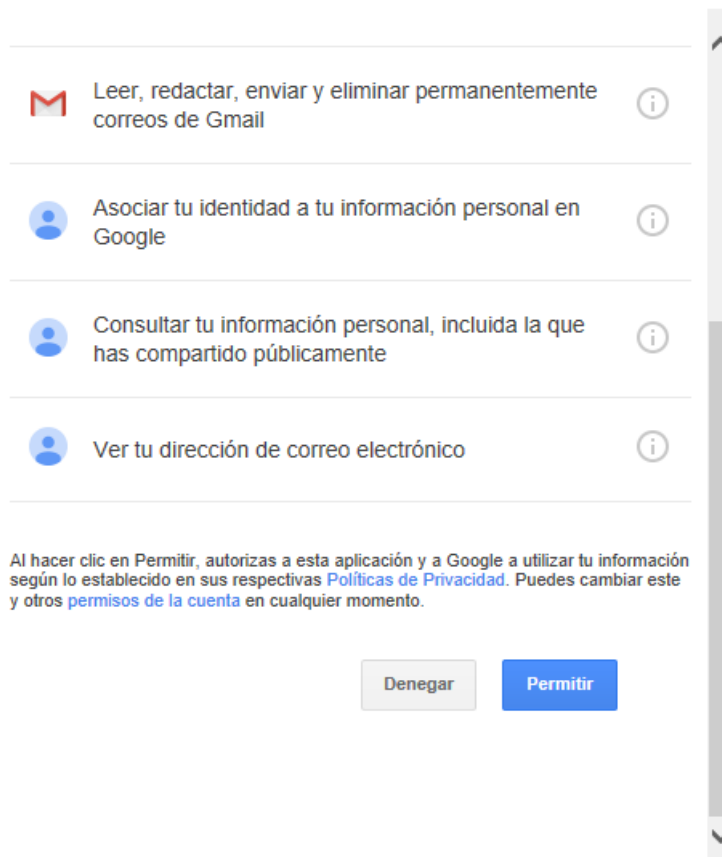 Leer, redactar, enviar y eliminar permanentemente
correos de Gmail
Asociar tu identidad a tu información personal en
Google
Consultar tu información personal, incluida la que
has compartido públicamente
Ver tu dirección de correo electrónico
Al hacer clic en Permitir, autorizas a esta aplicación y a Google a utilizar tu información
según lo establecido en sus respectivas Políticas de Privacidad. Puedes cambiar este
y otros permisos de la cuenta en cualquier momento.
Denegar Permitir